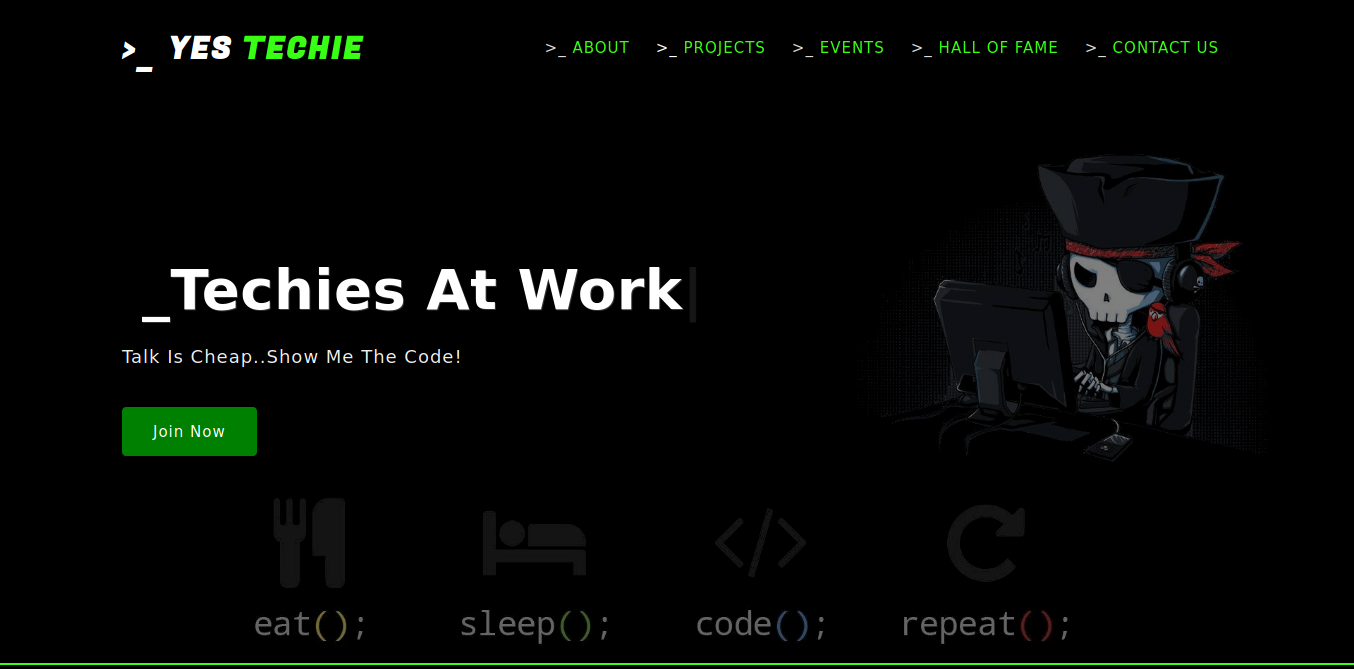 >_ YES TECHIE
>_ ABOUT >_ PROJECTS >_ EVENTS >_ HALL OF FAME >_ CONTACT US
_Techies At Work|
Talk Is Cheap..Show Me The Code!
Join Now
</>
eat(); sleep(); code(); repeat();